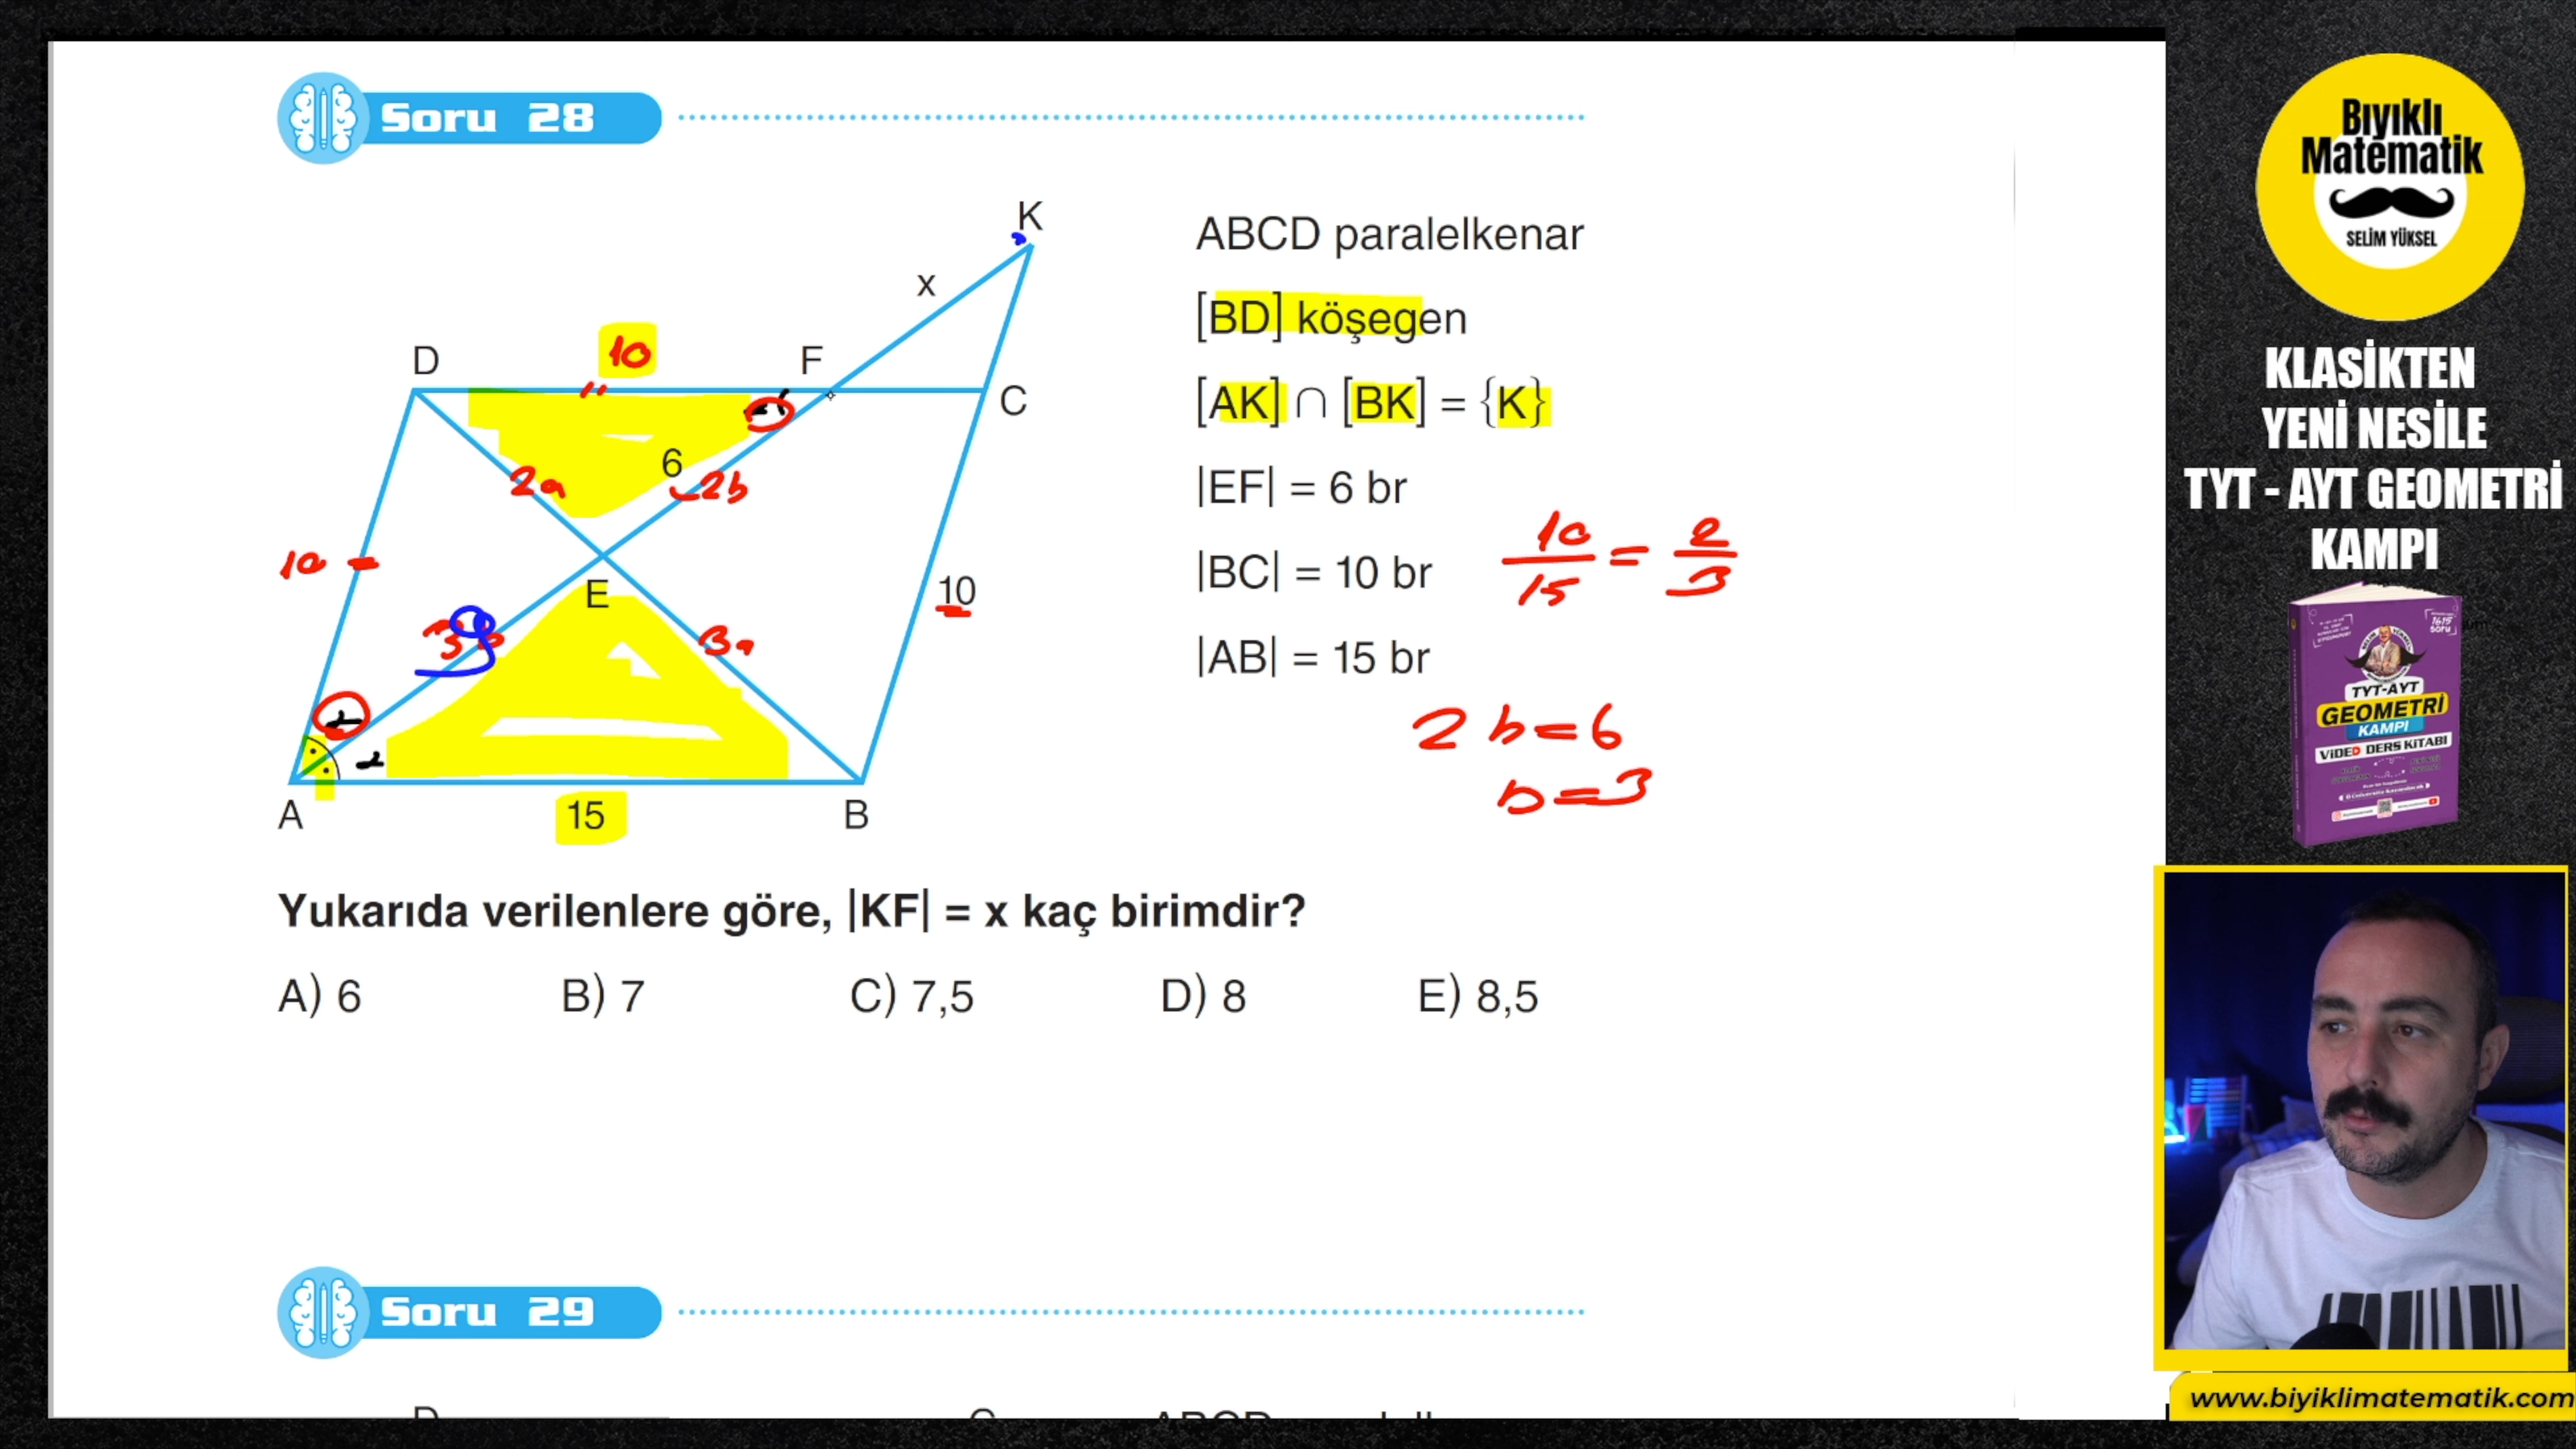 Soru 28
K
x
D
10
F
C
6
2a
2b
10
E
10
3a
A
15
B
ABCD paralelkenar
[BD] köşegen
[AK] ∩ [BK] = {K}
|EF| = 6 br
|BC| = 10 br
|AB| = 15 br
10/15 = 2/3
2b=6
b=3
Yukarıda verilenlere göre, |KF| = x kaç birimdir?
A) 6 B) 7 C) 7,5 D) 8 E) 8,5
Soru 29
Bıyıklı
Matematik
SELİM YÜKSEL
KLASİKTEN
YENİ NESİLE
TYT - AYT GEOMETRİ
KAMPI
TYT-AYT
GEOMETRİ
KAMPI
VİDEO DERS KİTABI
www.biyiklimatematik.com